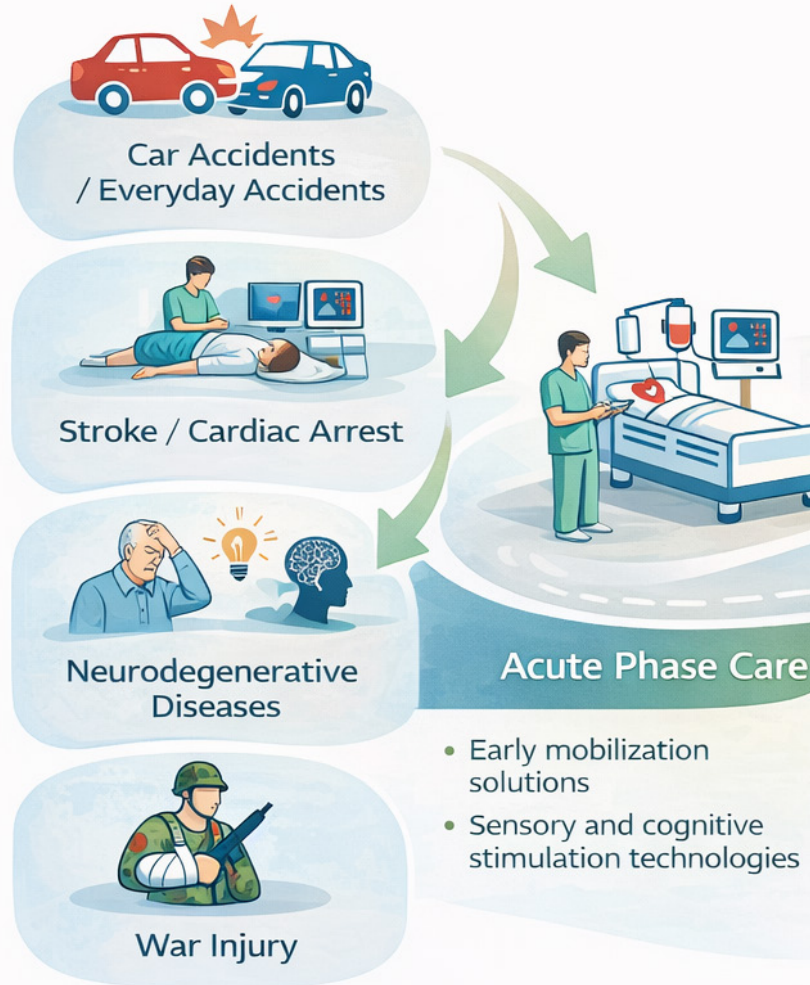 Car Accidents
/ Everyday Accidents
Stroke / Cardiac Arrest
Neurodegenerative
Diseases
War Injury
Acute Phase Care
• Early mobilization
solutions
• Sensory and cognitive
stimulation technologies